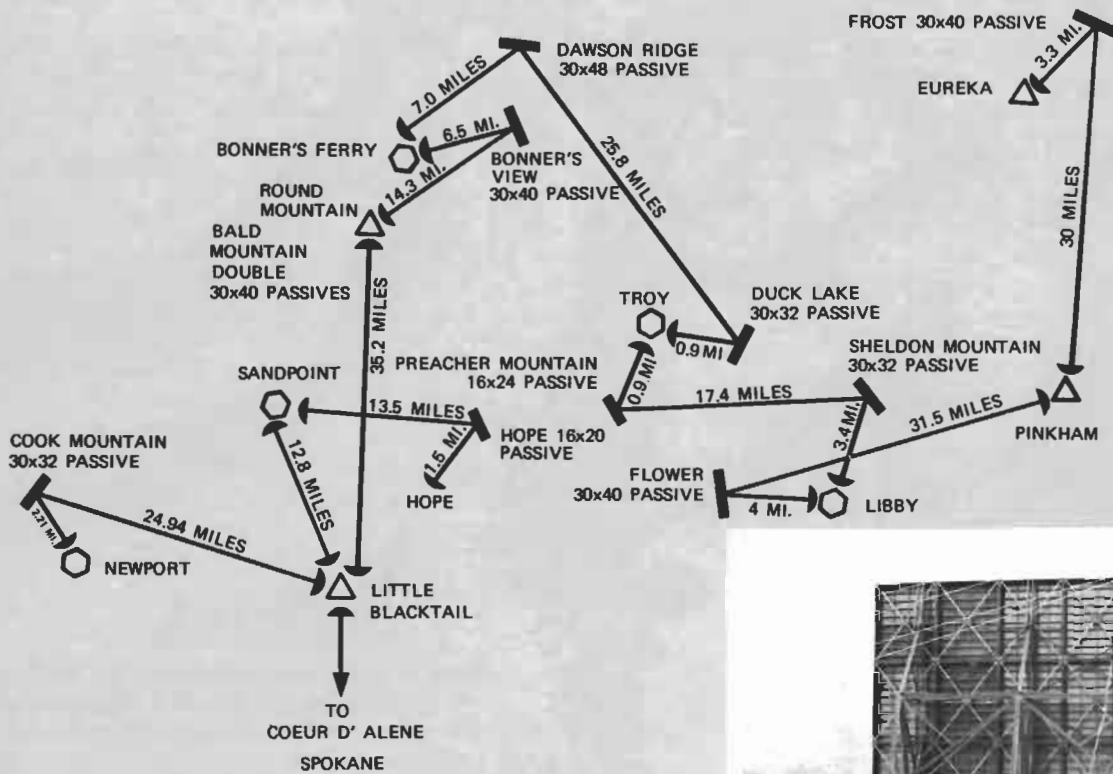 FROST 30x40 PASSIVE
3.3 MI.
EUREKA
30 MILES
DAWSON RIDGE
30x48 PASSIVE
7.0 MILES
6.5 MI.
BONNER'S FERRY
BONNER'S
VIEW
30x40 PASSIVE
14.3 MI.
25.8 MILES
ROUND
MOUNTAIN
BALD
MOUNTAIN
DOUBLE
30x40 PASSIVES
35.2 MILES
TROY
DUCK LAKE
30x32 PASSIVE
0.9 MI
0.9 MI
SHELDON MOUNTAIN
30x32 PASSIVE
PREACHER MOUNTAIN
16x24 PASSIVE
SANDPOINT
13.5 MILES
17.4 MILES
3.4 MI.
31.5 MILES
PINKHAM
COOK MOUNTAIN
30x32 PASSIVE
12.8 MILES
1.5 MI.
HOPE 16x20
PASSIVE
HOPE
FLOWER
30x40 PASSIVE
4 MI.
LIBBY
2.21 MI.
24.94 MILES
NEWPORT
LITTLE
BLACKTAIL
TO
COEUR D' ALENE
SPOKANE